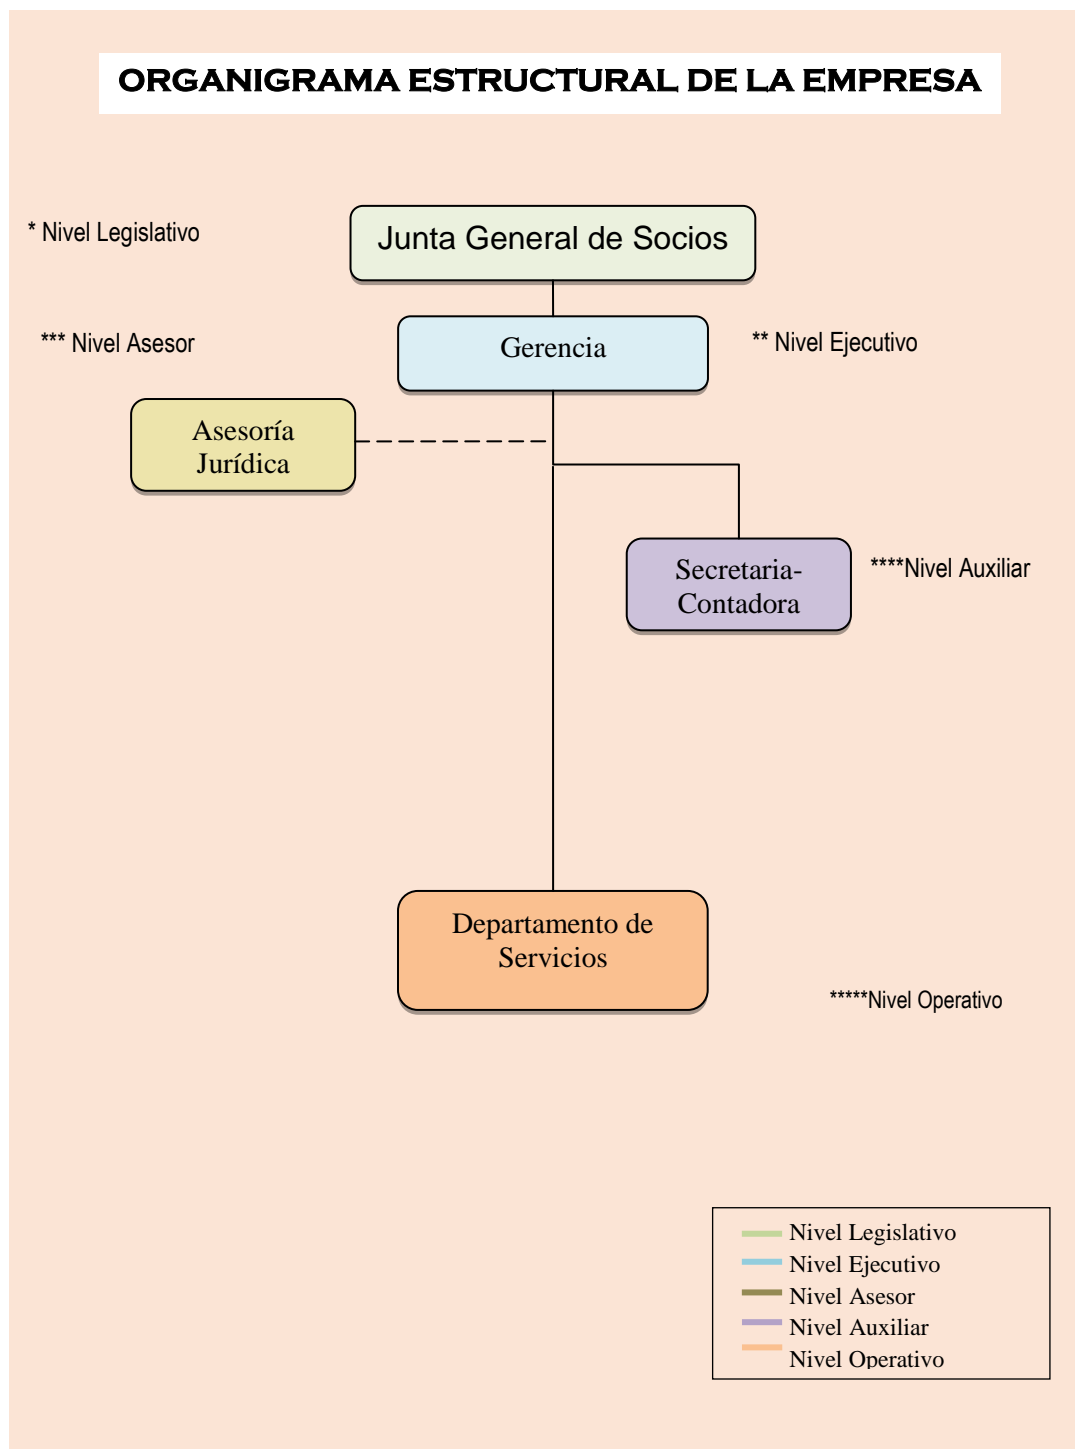 ORGANIGRAMA ESTRUCTURAL DE LA EMPRESA
* Nivel Legislativo
Junta General de Socios
*** Nivel Asesor
Gerencia
** Nivel Ejecutivo
Asesoría
Jurídica
Secretaria-
Contadora
****Nivel Auxiliar
Departamento de
Servicios
*****Nivel Operativo
Nivel Legislativo
Nivel Ejecutivo
Nivel Asesor
Nivel Auxiliar
Nivel Operativo